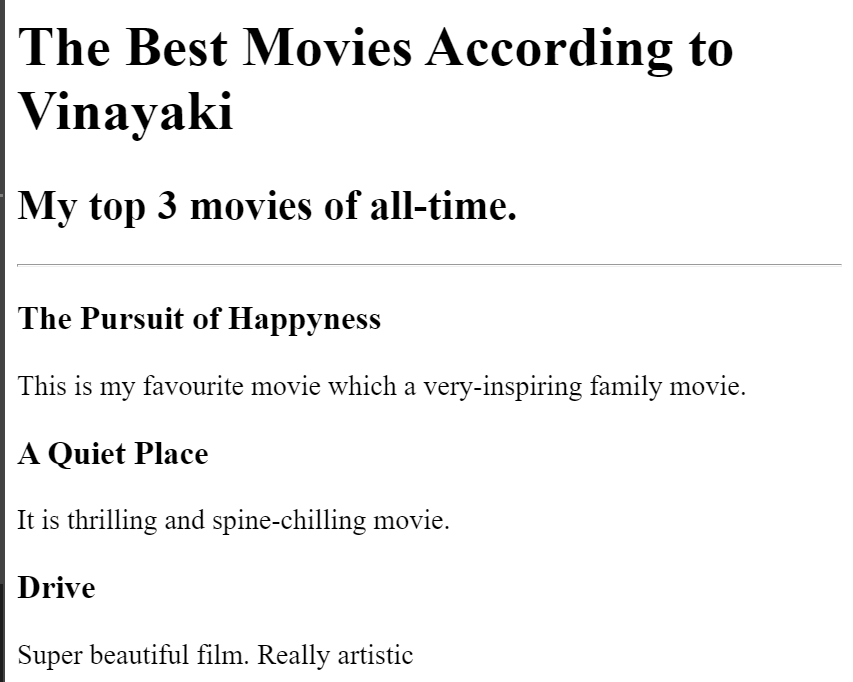 The Best Movies According to
Vinayaki
My top 3 movies of all-time.
The Pursuit of Happyness
This is my favourite movie which a very-inspiring family movie.
A Quiet Place
It is thrilling and spine-chilling movie.
Drive
Super beautiful film. Really artistic